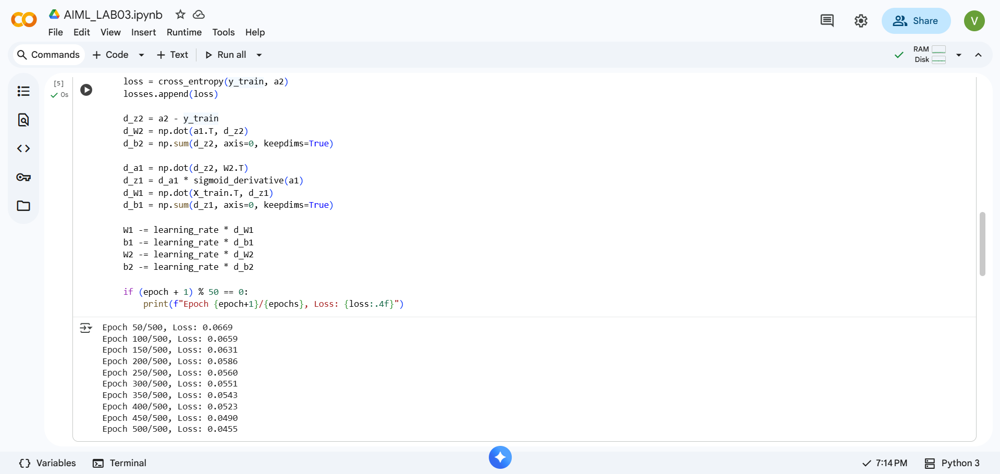 AIML_LAB03.ipynb
File Edit View Insert Runtime Tools Help
Share
V
Commands + Code + Text Run all
RAM
Disk
[5]
0s
loss = cross_entropy(y_train, a2)
losses.append(loss)
d_z2 = a2 - y_train
d_W2 = np.dot(a1.T, d_z2)
d_b2 = np.sum(d_z2, axis=0, keepdims=True)
d_a1 = np.dot(d_z2, W2.T)
d_z1 = d_a1 * sigmoid_derivative(a1)
d_W1 = np.dot(X_train.T, d_z1)
d_b1 = np.sum(d_z1, axis=0, keepdims=True)
W1 -= learning_rate * d_W1
b1 -= learning_rate * d_b1
W2 -= learning_rate * d_W2
b2 -= learning_rate * d_b2
if (epoch + 1) % 50 == 0:
print(f"Epoch {epoch+1}/{epochs}, Loss: {loss:.4f}")
Epoch 50/500, Loss: 0.0669
Epoch 100/500, Loss: 0.0659
Epoch 150/500, Loss: 0.0631
Epoch 200/500, Loss: 0.0586
Epoch 250/500, Loss: 0.0560
Epoch 300/500, Loss: 0.0551
Epoch 350/500, Loss: 0.0543
Epoch 400/500, Loss: 0.0523
Epoch 450/500, Loss: 0.0490
Epoch 500/500, Loss: 0.0455
{} Variables Terminal
7:14 PM Python 3